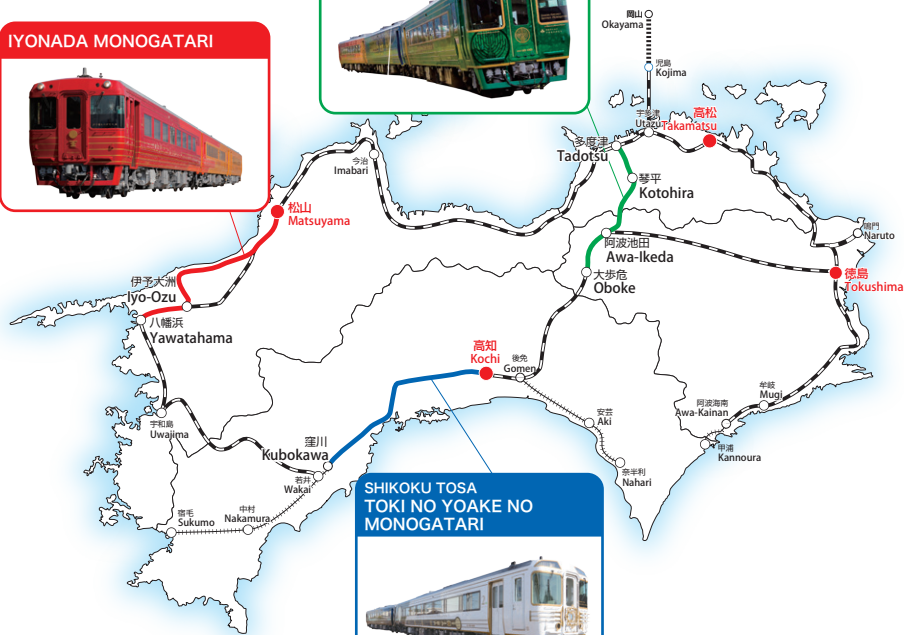 岡山
Okayama
IYONADA MONOGATARI
児島
Kojima
宇多津
Utazu
高松
Takamatsu
多度津
Tadotsu
今治
Imabari
琴平
Kotohira
松山
Matsuyama
鳴門
Naruto
阿波池田
Awa-Ikeda
伊予大洲
Iyo-Ozu
大歩危
Oboke
徳島
Tokushima
八幡浜
Yawatahama
高知
Kochi
後免
Gomen
牟岐
Mugi
阿波海南
Awa-Kainan
安芸
Aki
宇和島
Uwajima
甲浦
Kannoura
窪川
Kubokawa
奈半利
Nahari
若井
Wakai
SHIKOKU TOSA
TOKI NO YOAKE NO
MONOGATARI
宿毛
Sukumo
中村
Nakamura